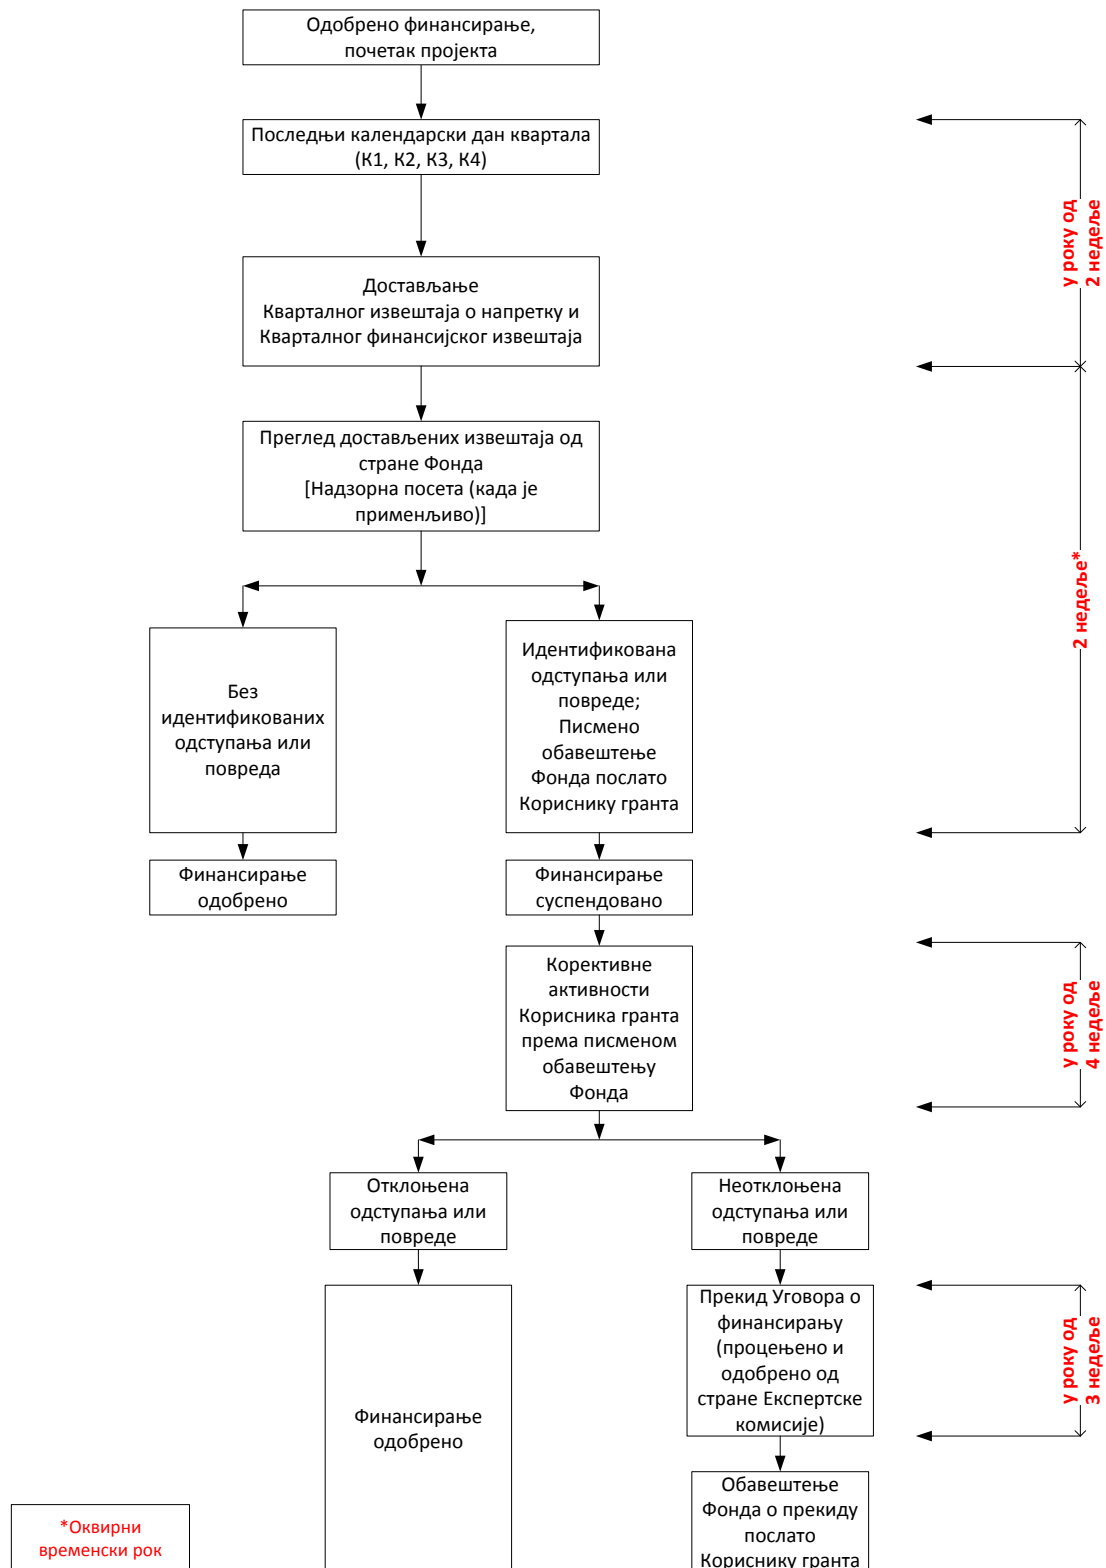 Одобрено финансирање,
почетак пројекта
Последњи календарски дан квартала
(К1, К2, К3, К4)
у року од
2 недеље
Достављање
Кварталног извештаја о напретку и
Кварталног финансијског извештаја
Преглед достављених извештаја од
стране Фонда
[Надзорна посета (када је
применљиво)]
2 недеље*
Без
идентификованих
одступања или
повреда
Идентификована
одступања или
повреде;
Писмено
обавештење
Фонда послато
Кориснику гранта
Финансирање
одобрено
Финансирање
суспендовано
Корективне
активности
Корисника гранта
према писменом
обавештењу
Фонда
у року од
4 недеље
Отклоњена
одступања или
повреде
Неотклоњена
одступања или
повреде
Прекид Уговора о
финансирању
(процењено и
одобрено од
стране Експертске
комисије)
у року од
3 недеље
Финансирање
одобрено
Обавештење
Фонда о прекиду
послато
Кориснику гранта
*Оквирни
временски рок